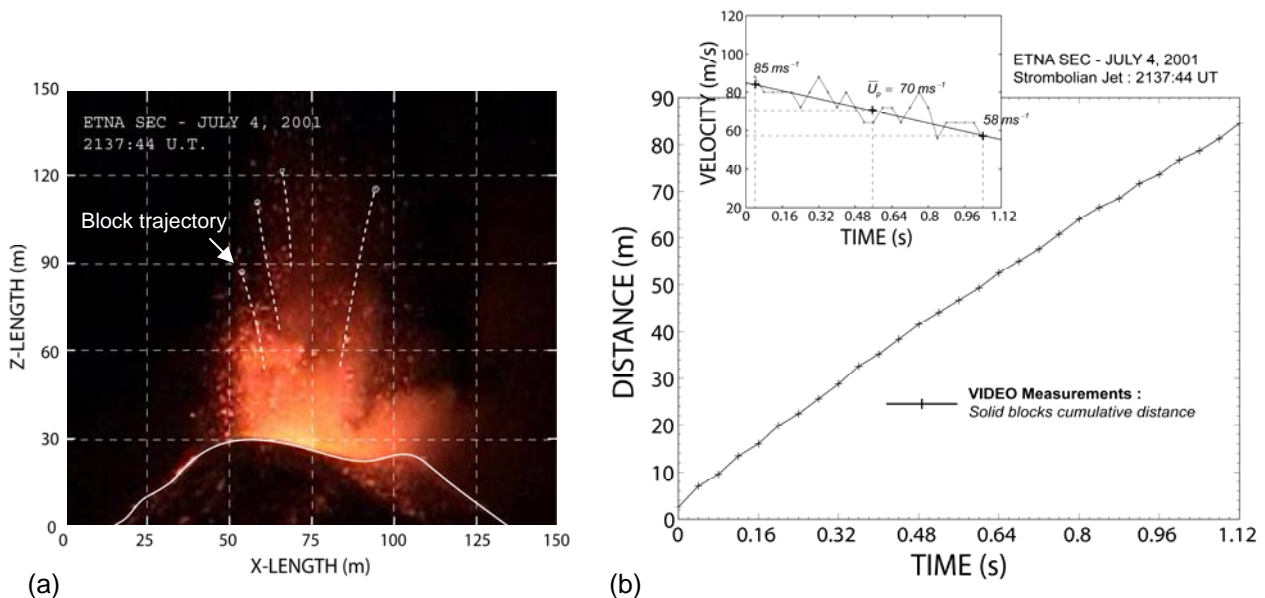 150
120
90
60
30
0
Z-LENGTH (m)
ETNA SEC - JULY 4, 2001
2137:44 U.T.
Block trajectory
0 25 50 75 100 125 150
X-LENGTH (m)
(a)
120
100
80
60
40
20
VELOCITY (m/s)
85 ms⁻¹
U̅p = 70 ms⁻¹
58 ms⁻¹
0 0.16 0.32 0.48 0.64 0.8 0.96 1.12
TIME (s)
ETNA SEC - JULY 4, 2001
Strombolian Jet : 2137:44 UT
90
80
70
60
50
40
30
20
10
0
DISTANCE (m)
VIDEO Measurements :
Solid blocks cumulative distance
0 0.16 0.32 0.48 0.64 0.8 0.96 1.12
TIME (s)
(b)